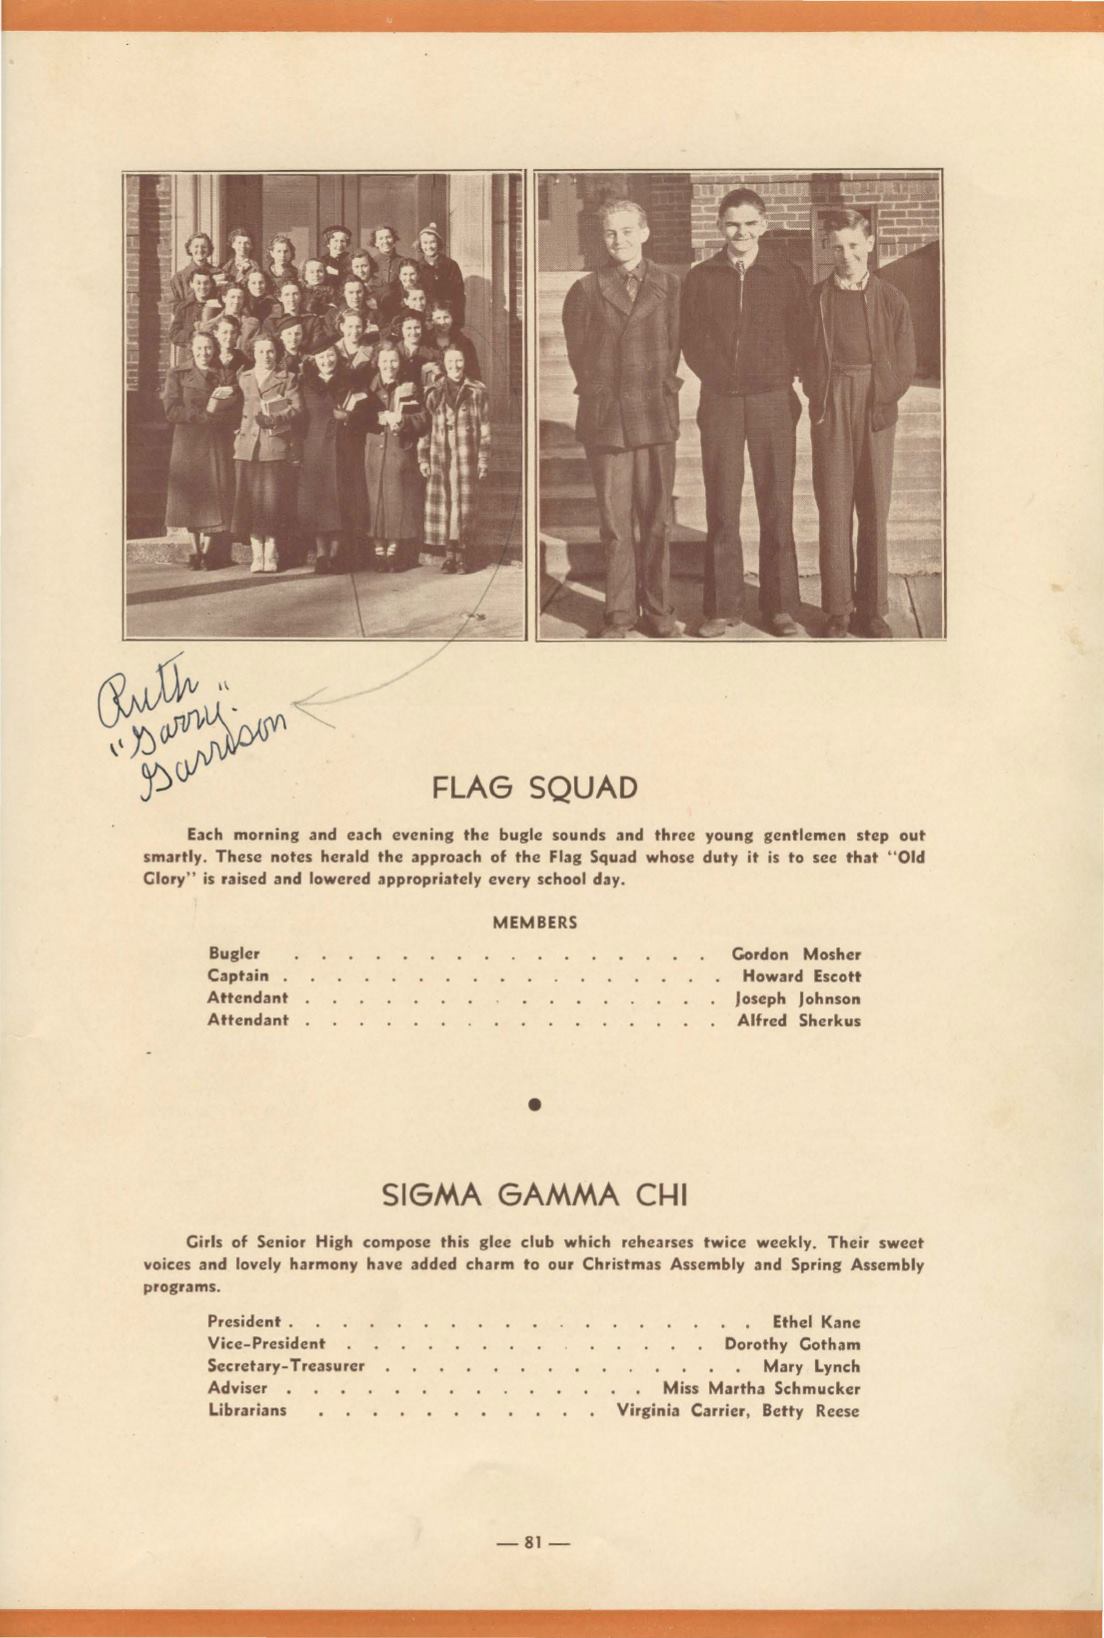 Ruth
"Garry".
Garrison
FLAG SQUAD
Each morning and each evening the bugle sounds and three young gentlemen step out
smartly. These notes herald the approach of the Flag Squad whose duty it is to see that "Old
Glory" is raised and lowered appropriately every school day.
MEMBERS
Bugler . . . . . . . . . . . . . . . . Gordon Mosher
Captain . . . . . . . . . . . . . . . . . Howard Escott
Attendant . . . . . . . . . . . . . . . . Joseph Johnson
Attendant . . . . . . . . . . . . . . . . Alfred Sherkus
●
SIGMA GAMMA CHI
Girls of Senior High compose this glee club which rehearses twice weekly. Their sweet
voices and lovely harmony have added charm to our Christmas Assembly and Spring Assembly
programs.
President . . . . . . . . . . . . . . . . . . Ethel Kane
Vice-President . . . . . . . . . . . . . . Dorothy Gotham
Secretary-Treasurer . . . . . . . . . . . . . . Mary Lynch
Adviser . . . . . . . . . . . . . . Miss Martha Schmucker
Librarians . . . . . . . . . . . Virginia Carrier, Betty Reese
— 81 —